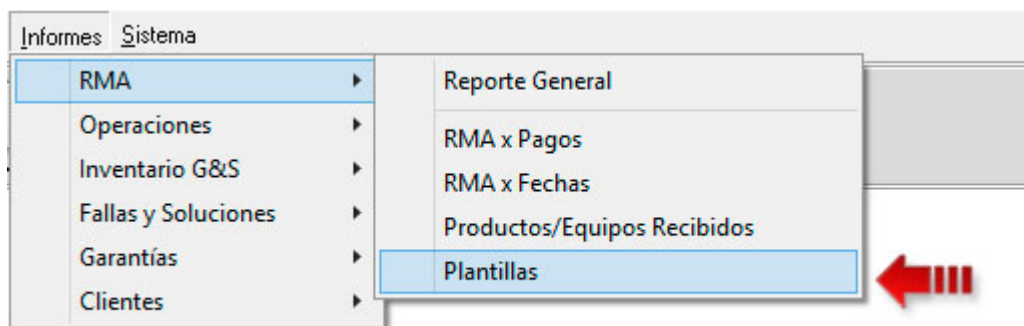 Informes Sistema
RMA
Operaciones
Inventario G&S
Fallas y Soluciones
Garantías
Clientes
Reporte General
RMA x Pagos
RMA x Fechas
Productos/Equipos Recibidos
Plantillas